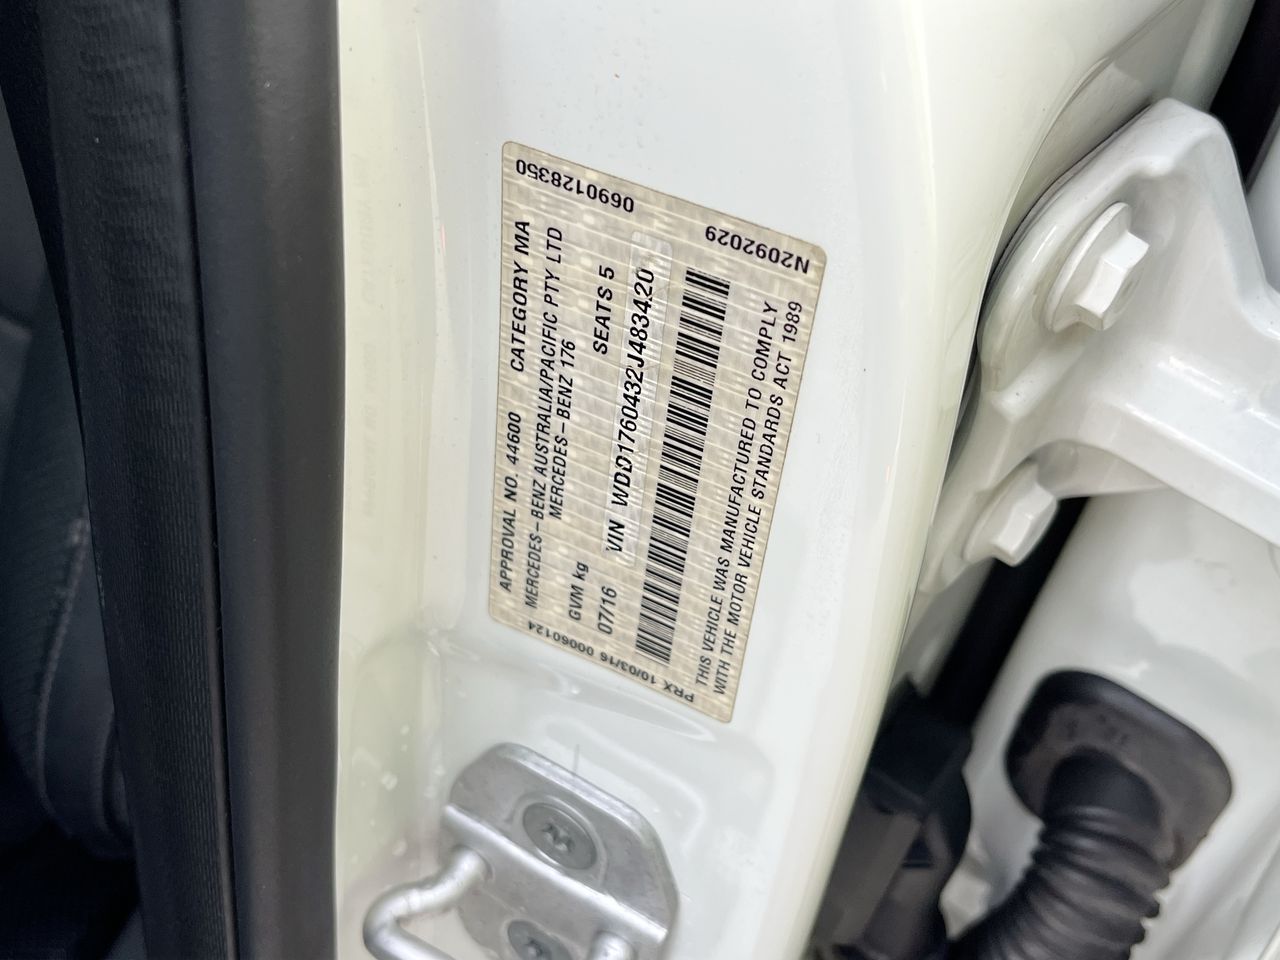 0690128350
N2092029
APPROVAL NO. 44600 CATEGORY MA
MERCEDES-BENZ AUSTRALIA/PACIFIC PTY LTD
MERCEDES-BENZ 176
GVM kg
07/16 SEATS 5
VIN WDD1760432J483420
THIS VEHICLE WAS MANUFACTURED TO COMPLY
WITH THE MOTOR VEHICLE STANDARDS ACT 1989
PRX 10/03/16 00060124